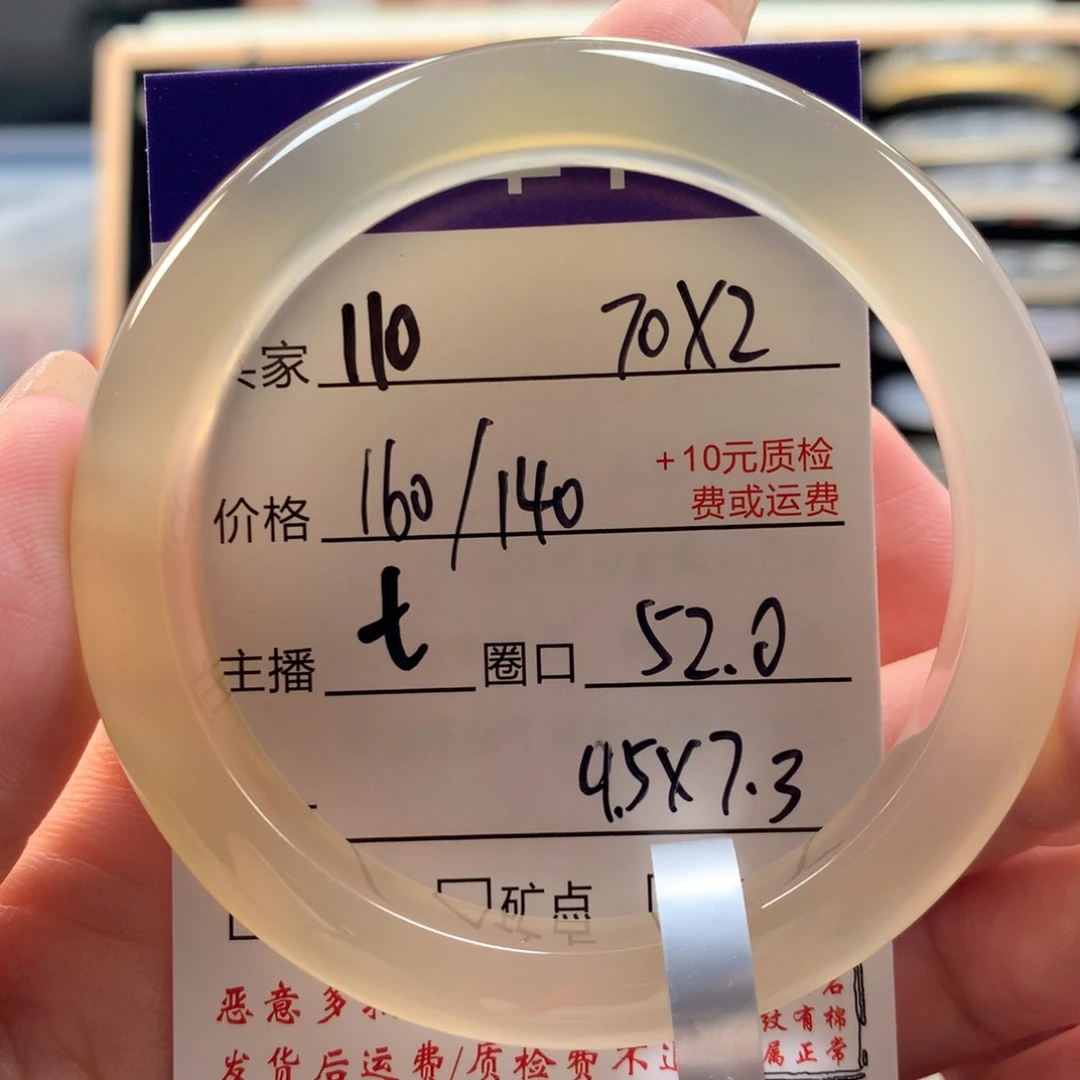 家 110 70X2
价格 160/140 +10元质检
费或运费
主播 t 圈口 52.0
9.5X7.3
矿点
恶意多
石
发货后运费/质检费不
纹有棉
属正常